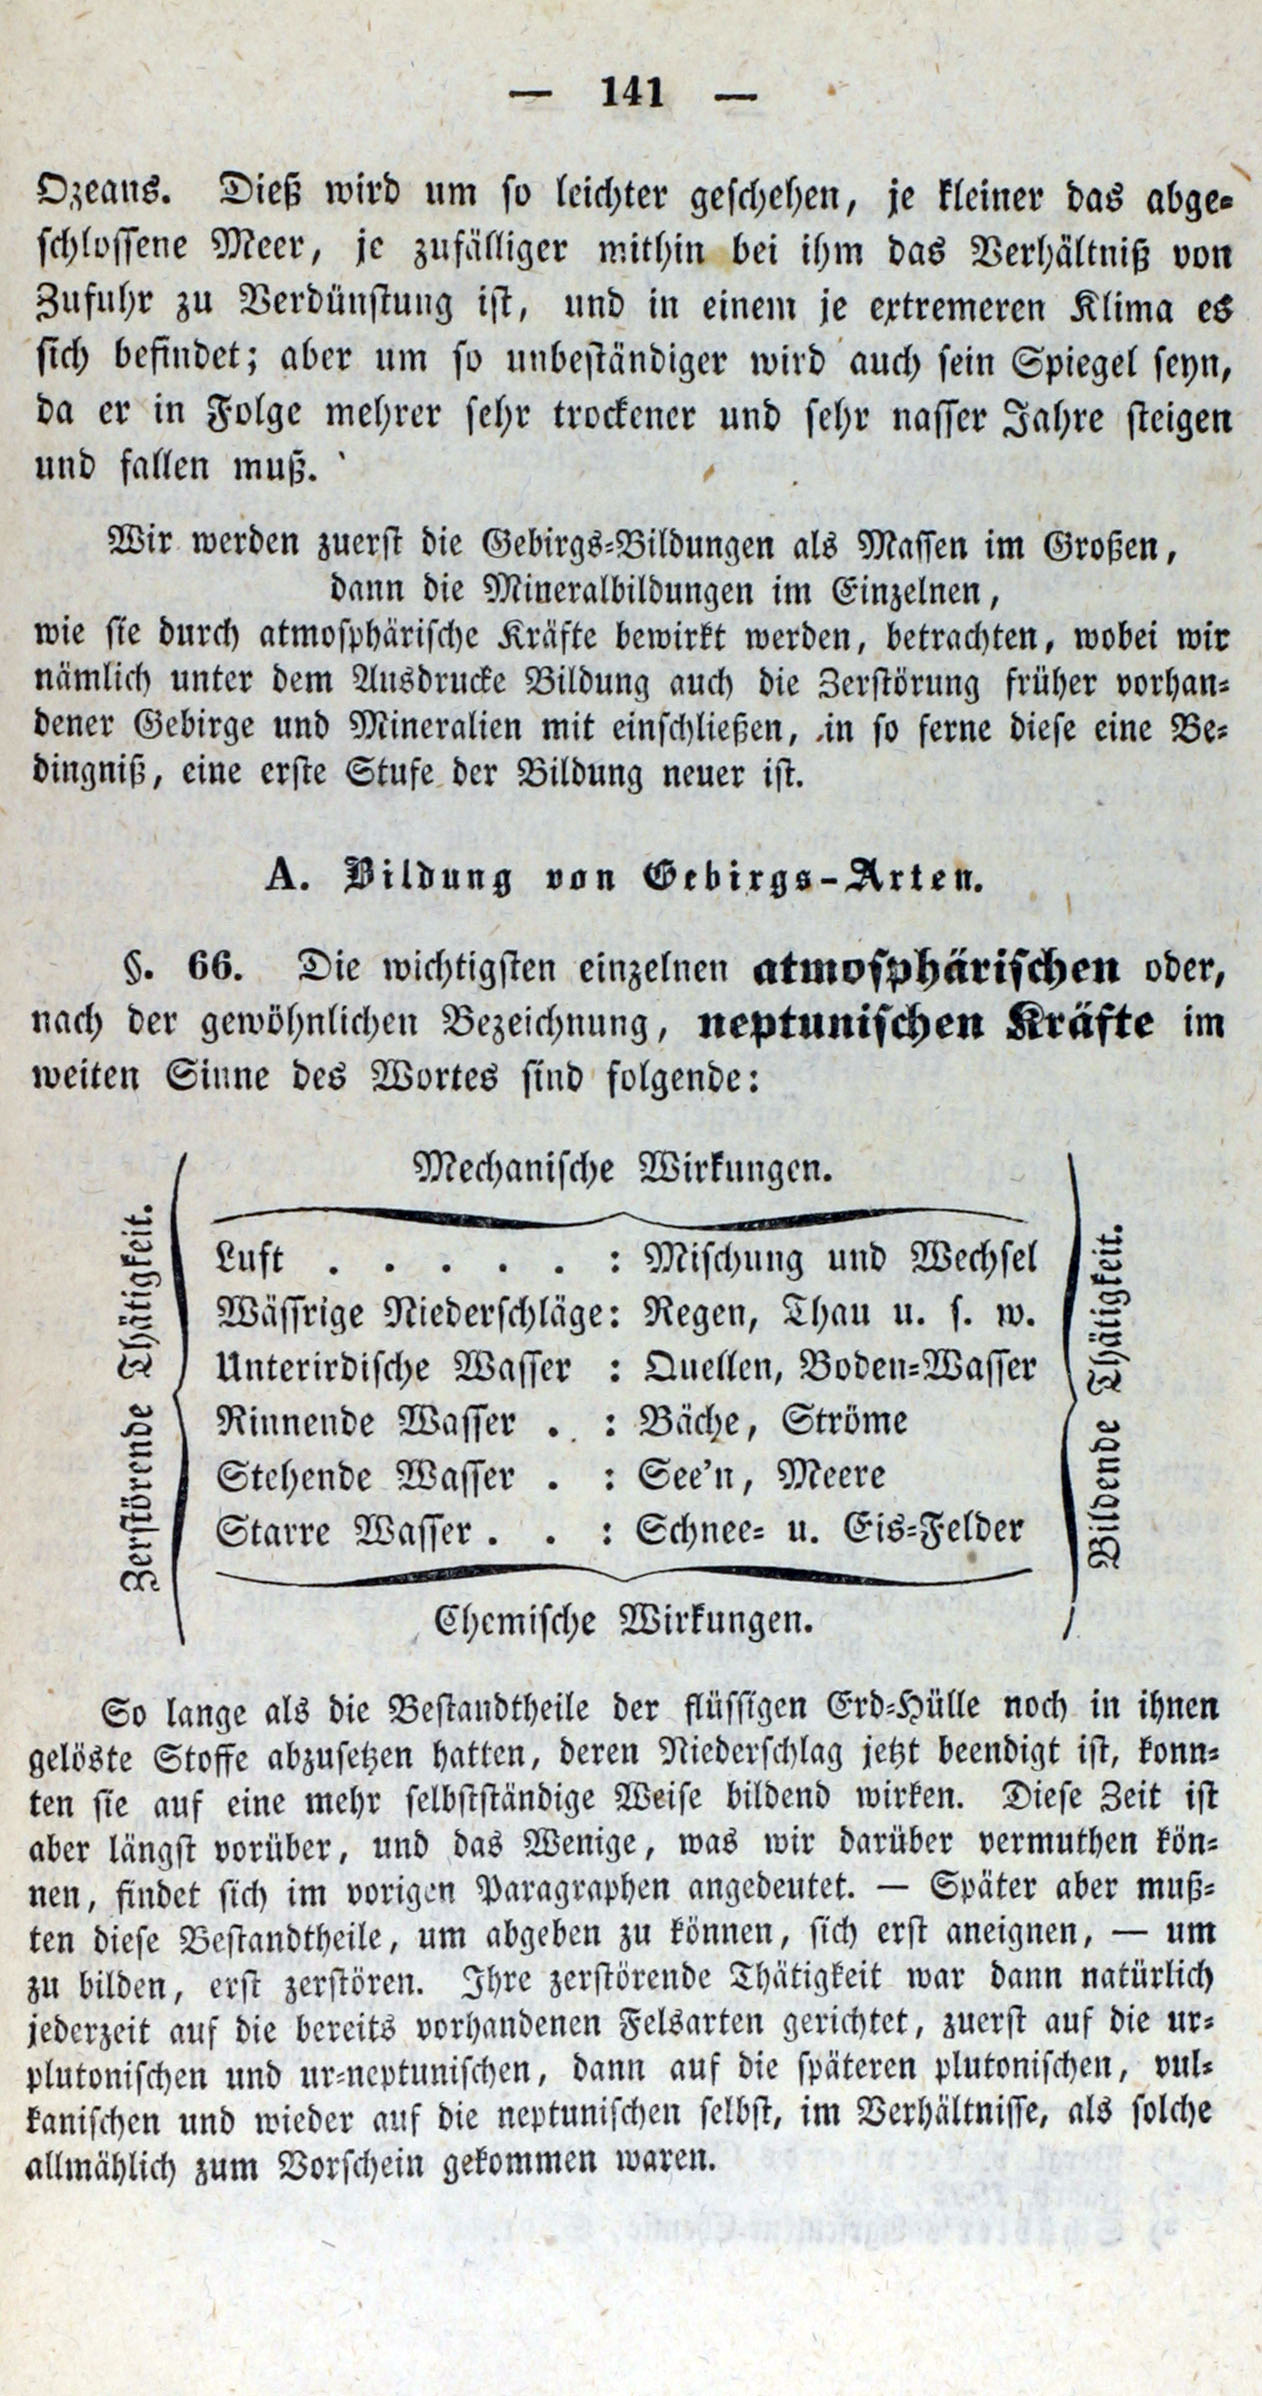 — 141 —
Ozeans. Dieß wird um so leichter geschehen, je kleiner das abge=
schlossene Meer, je zufälliger mithin bei ihm das Verhältniß von
Zufuhr zu Verdünstung ist, und in einem je extremeren Klima es
sich befindet; aber um so unbeständiger wird auch sein Spiegel seyn,
da er in Folge mehrer sehr trockener und sehr nasser Jahre steigen
und fallen muß.
Wir werden zuerst die Gebirgs=Bildungen als Massen im Großen,
dann die Mineralbildungen im Einzelnen,
wie sie durch atmosphärische Kräfte bewirkt werden, betrachten, wobei wir
nämlich unter dem Ausdrucke Bildung auch die Zerstörung früher vorhan=
dener Gebirge und Mineralien mit einschließen, in so ferne diese eine Be=
dingniß, eine erste Stufe der Bildung neuer ist.
A. Bildung von Gebirgs-Arten.
§. 66. Die wichtigsten einzelnen atmosphärischen oder,
nach der gewöhnlichen Bezeichnung, neptunischen Kräfte im
weiten Sinne des Wortes sind folgende:
Zerstörende Thätigkeit.
Mechanische Wirkungen.
Luft . . . . . : Mischung und Wechsel
Wässrige Niederschläge: Regen, Thau u. s. w.
Unterirdische Wasser : Quellen, Boden=Wasser
Rinnende Wasser . . : Bäche, Ströme
Stehende Wasser . : See'n, Meere
Starre Wasser . . : Schnee= u. Eis=Felder
Chemische Wirkungen.
Bildende Thätigkeit.
So lange als die Bestandtheile der flüssigen Erd=Hülle noch in ihnen
gelöste Stoffe abzusetzen hatten, deren Niederschlag jetzt beendigt ist, konn=
ten sie auf eine mehr selbstständige Weise bildend wirken. Diese Zeit ist
aber längst vorüber, und das Wenige, was wir darüber vermuthen kön=
nen, findet sich im vorigen Paragraphen angedeutet. — Später aber muß=
ten diese Bestandtheile, um abgeben zu können, sich erst aneignen, — um
zu bilden, erst zerstören. Ihre zerstörende Thätigkeit war dann natürlich
jederzeit auf die bereits vorhandenen Felsarten gerichtet, zuerst auf die ur=
plutonischen und ur=neptunischen, dann auf die späteren plutonischen, vul=
kanischen und wieder auf die neptunischen selbst, im Verhältnisse, als solche
allmählich zum Vorschein gekommen waren.